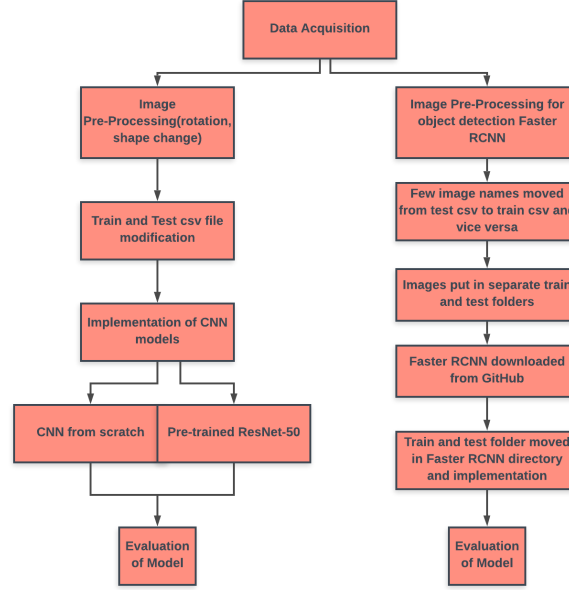 Data Acquisition
Image
Pre-Processing(rotation,
shape change)
Train and Test csv file
modification
Implementation of CNN
models
CNN from scratch
Pre-trained ResNet-50
Evaluation
of Model
Image Pre-Processing for
object detection Faster
RCNN
Few image names moved
from test csv to train csv and
vice versa
Images put in separate train
and test folders
Faster RCNN downloaded
from GitHub
Train and test folder moved
in Faster RCNN directory
and implementation
Evaluation
of Model